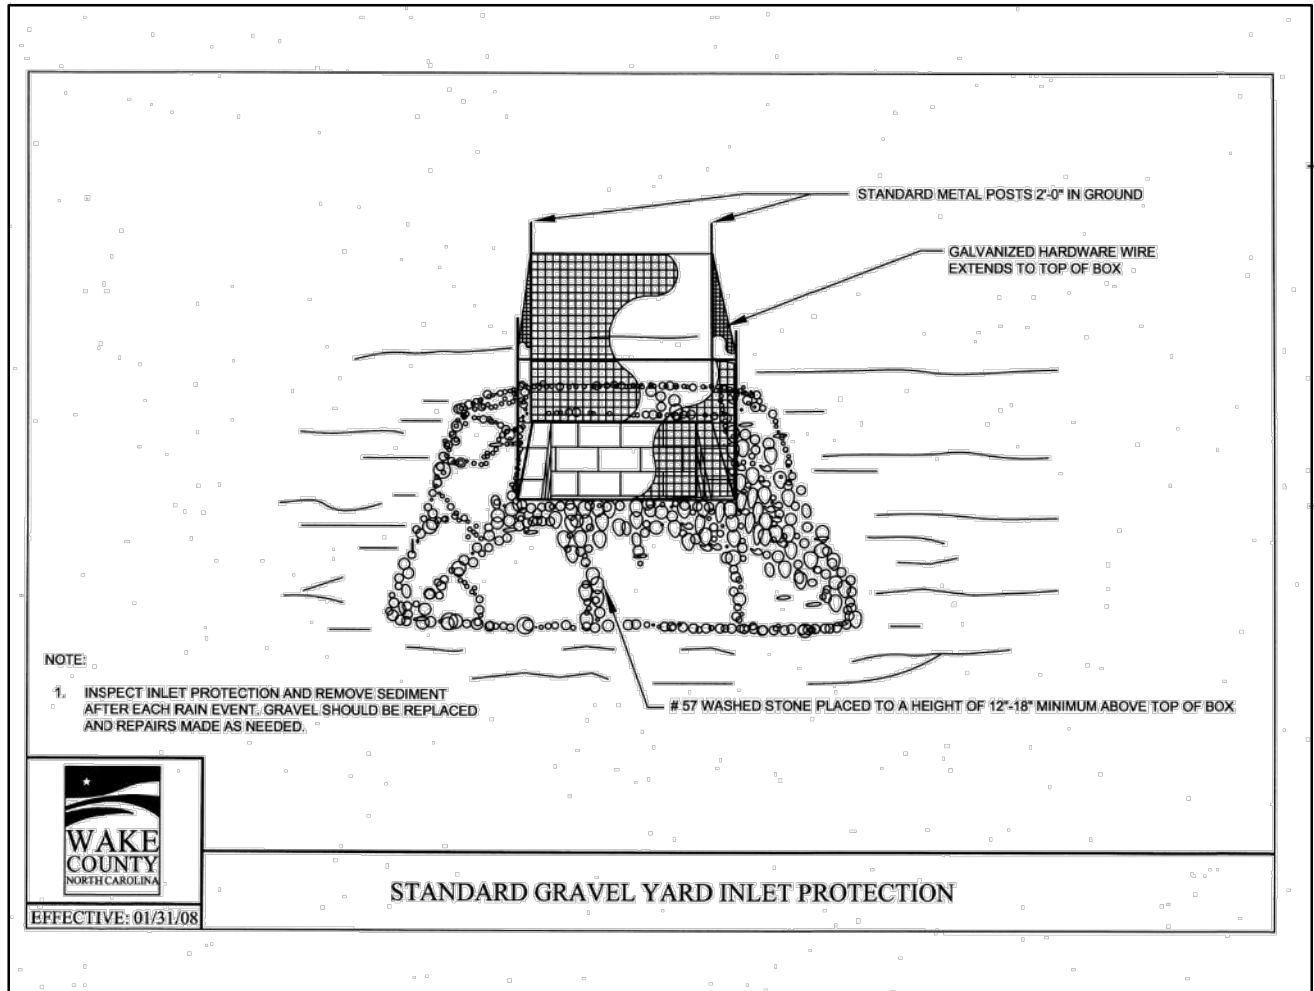 STANDARD METAL POSTS 2'-0" IN GROUND
GALVANIZED HARDWARE WIRE
EXTENDS TO TOP OF BOX
NOTE:
1. INSPECT INLET PROTECTION AND REMOVE SEDIMENT
AFTER EACH RAIN EVENT. GRAVEL SHOULD BE REPLACED
AND REPAIRS MADE AS NEEDED.
# 57 WASHED STONE PLACED TO A HEIGHT OF 12"-18" MINIMUM ABOVE TOP OF BOX
WAKE
COUNTY
NORTH CAROLINA
EFFECTIVE: 01/31/08
STANDARD GRAVEL YARD INLET PROTECTION